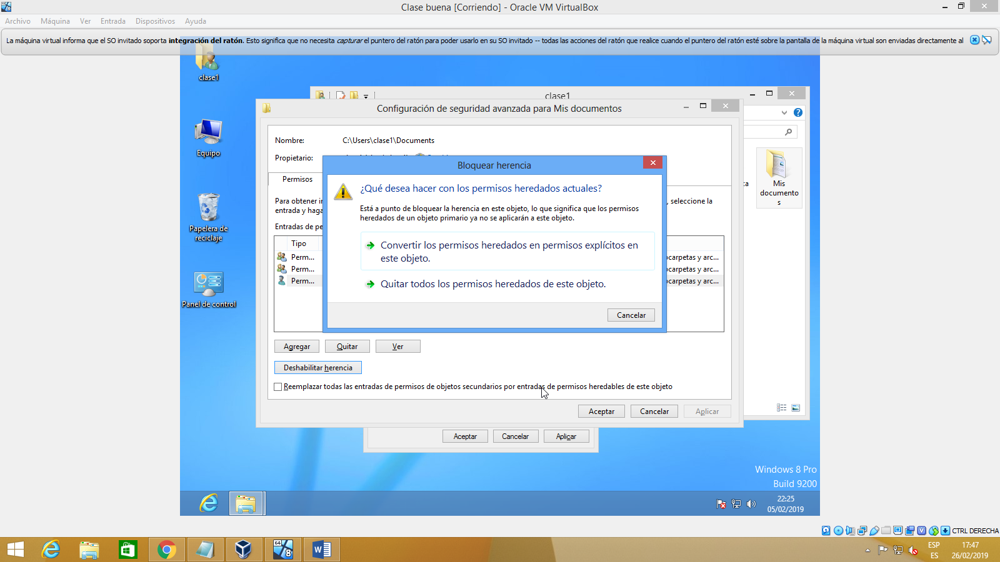 Clase buena [Corriendo] - Oracle VM VirtualBox
Archivo Máquina Ver Entrada Dispositivos Ayuda
La máquina virtual informa que el SO invitado soporta integración del ratón. Esto significa que no necesita capturar el puntero del ratón para poder usarlo en su SO invitado -- todas las acciones del ratón que realice cuando el puntero del ratón esté sobre la pantalla de la máquina virtual son enviadas directamente al
clase1
Equipo
Papelera de
reciclaje
Panel de control
clase1
Mis
documento
s
Configuración de seguridad avanzada para Mis documentos
Nombre: C:\Users\clase1\Documents
Propietario:
Permisos
Para obtener in
, seleccione la
entrada y haga
Entradas de pe
Tipo
Perm... carpetas y arc...
Perm... carpetas y arc...
Perm... carpetas y arc...
Bloquear herencia
¿Qué desea hacer con los permisos heredados actuales?
Está a punto de bloquear la herencia en este objeto, lo que significa que los permisos
heredados de un objeto primario ya no se aplicarán a este objeto.
Convertir los permisos heredados en permisos explícitos en
este objeto.
Quitar todos los permisos heredados de este objeto.
Cancelar
Agregar Quitar Ver
Deshabilitar herencia
Reemplazar todas las entradas de permisos de objetos secundarios por entradas de permisos heredables de este objeto
Aceptar Cancelar Aplicar
Aceptar Cancelar Aplicar
Windows 8 Pro
Build 9200
22:25
05/02/2019
CTRL DERECHA
ESP
ES
17:47
26/02/2019